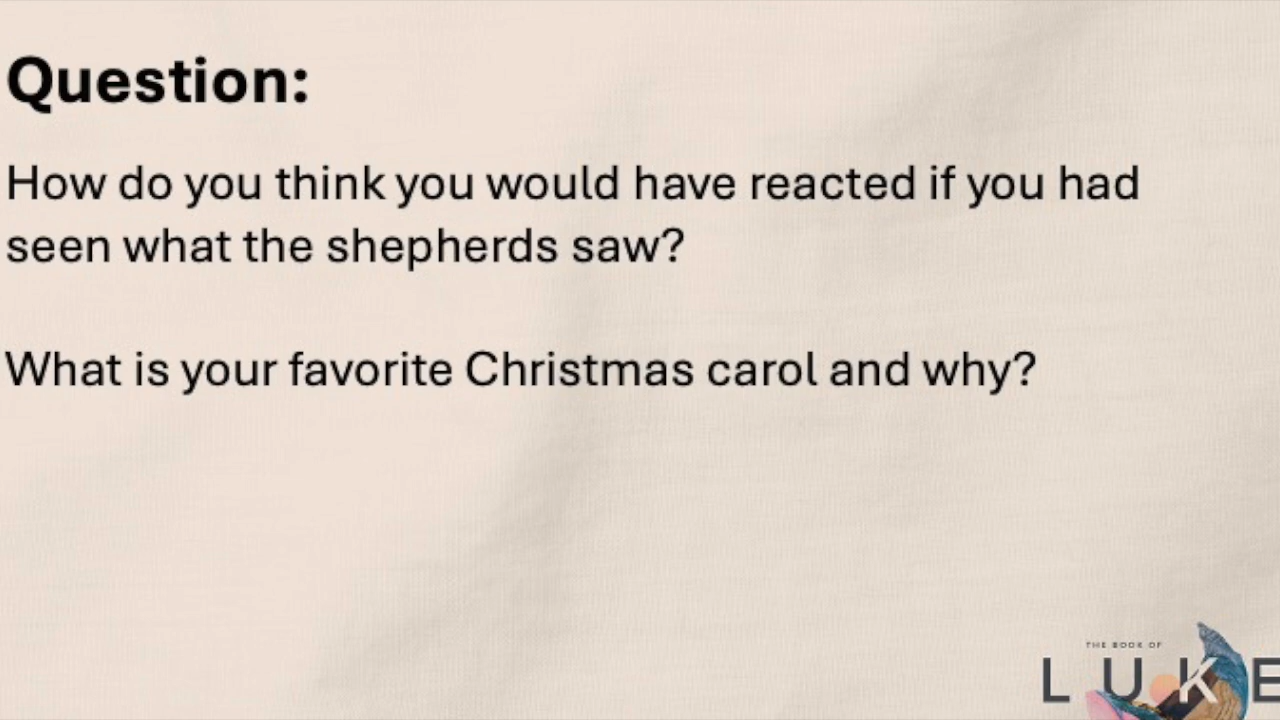 Question:
How do you think you would have reacted if you had
seen what the shepherds saw?
What is your favorite Christmas carol and why?
THE BOOK OF
LUKE